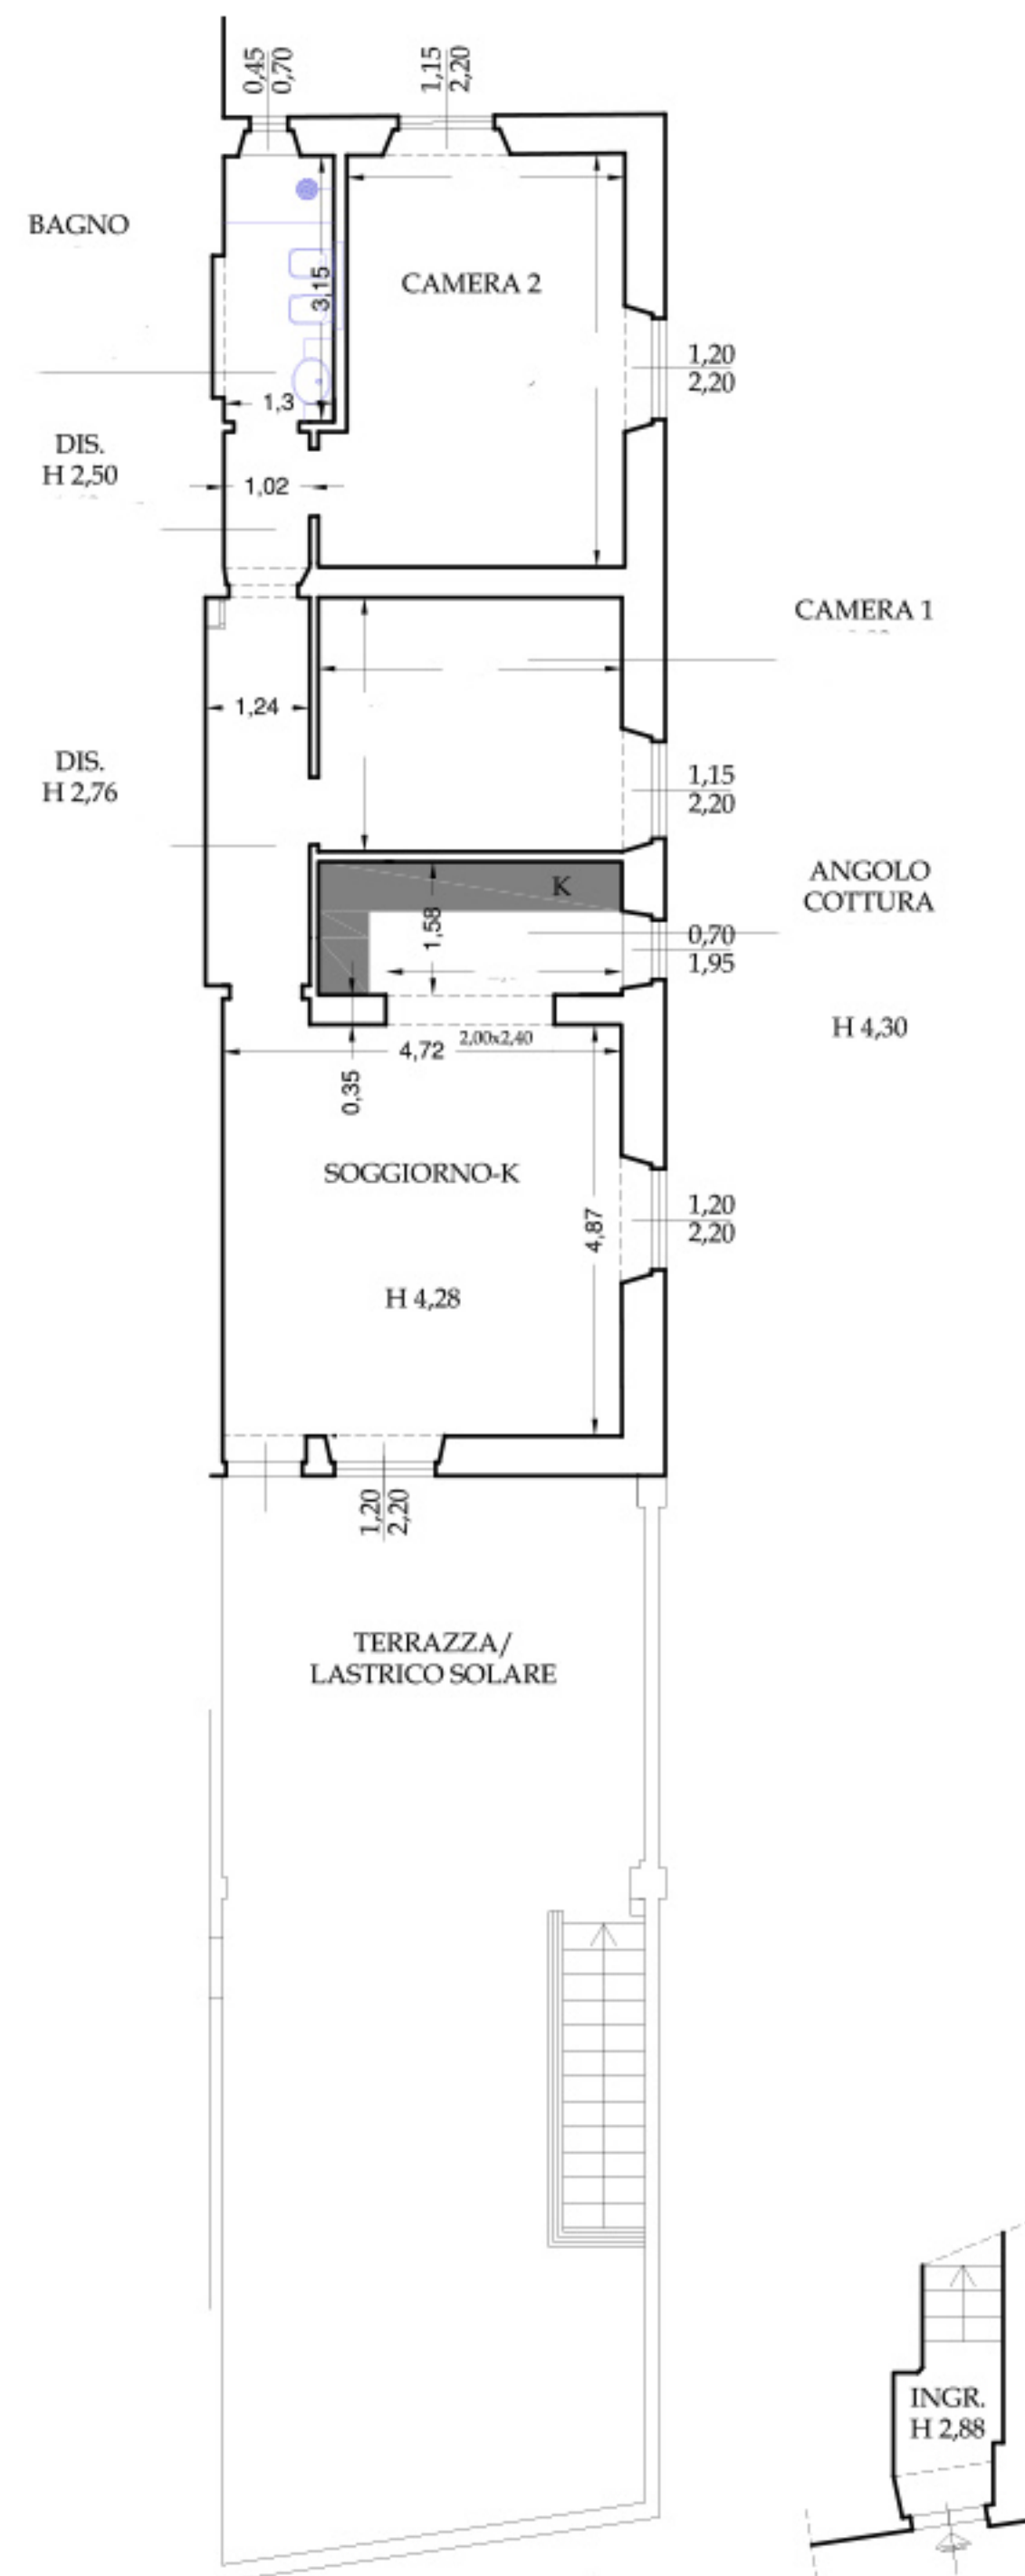 0,45
0,70
1,15
2,20
BAGNO
CAMERA 2
3,15
1,20
2,20
1,3
DIS.
H 2,50
1,02
CAMERA 1
1,24
DIS.
H 2,76
1,15
2,20
ANGOLO
COTTURA
K
1,58
0,70
1,95
H 4,30
2,00x2,40
4,72
0,35
SOGGIORNO-K
1,20
2,20
4,87
H 4,28
1,20
2,20
TERRAZZA/
LASTRICO SOLARE
INGR.
H 2,88